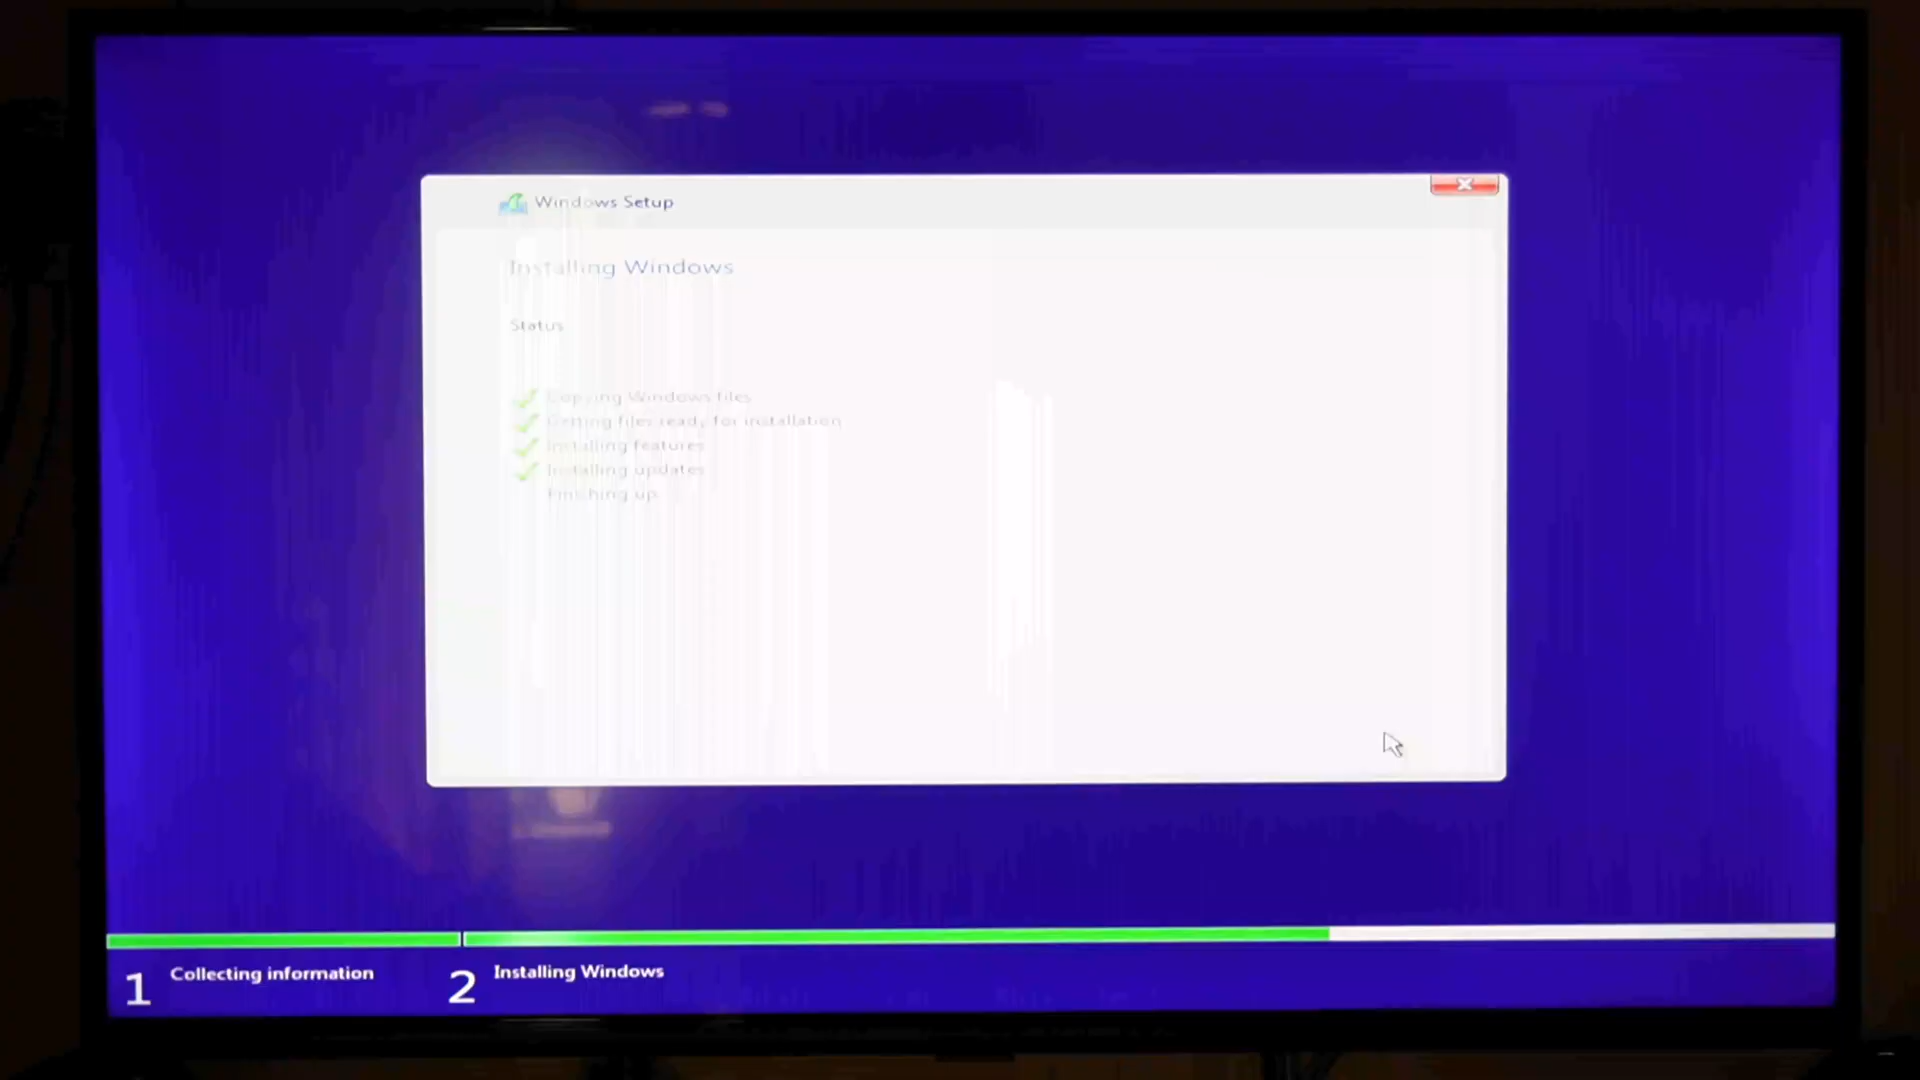 Windows Setup
Installing Windows
Status
Copying Windows files
Getting files ready for installation
Installing features
Installing updates
Finishing up
1 Collecting information
2 Installing Windows